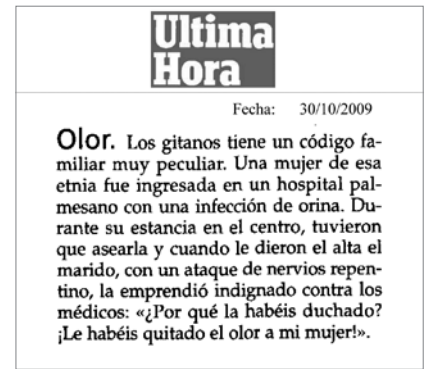 Ultima
Hora
Fecha: 30/10/2009
Olor. Los gitanos tiene un código fa-
miliar muy peculiar. Una mujer de esa
etnia fue ingresada en un hospital pal-
mesano con una infección de orina. Du-
rante su estancia en el centro, tuvieron
que asearla y cuando le dieron el alta el
marido, con un ataque de nervios repen-
tino, la emprendió indignado contra los
médicos: «¿Por qué la habéis duchado?
¡Le habéis quitado el olor a mi mujer!».